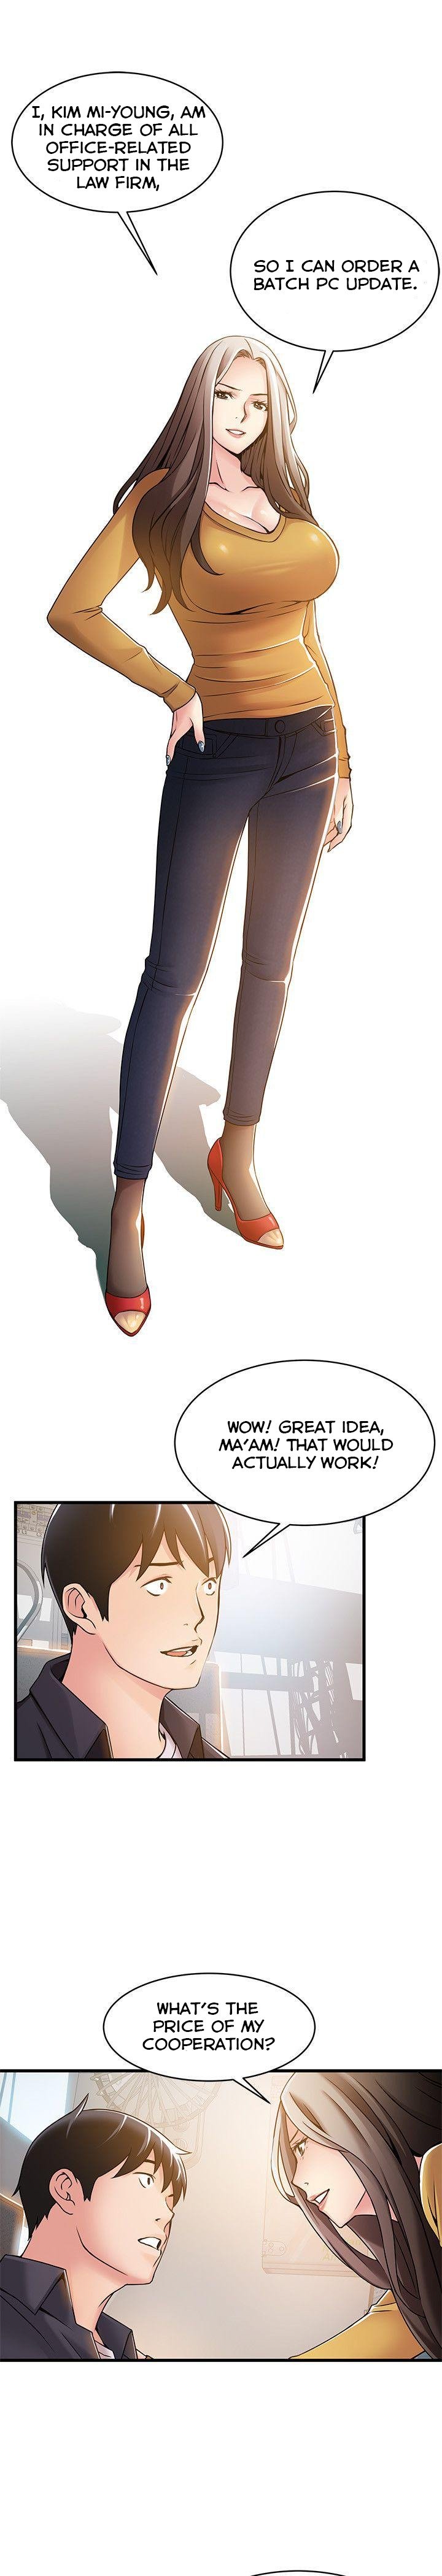 I, KIM MI-YOUNG, AM
IN CHARGE OF ALL
OFFICE-RELATED
SUPPORT IN THE
LAW FIRM,
SO I CAN ORDER A
BATCH PC UPDATE.
WOW! GREAT IDEA,
MA'AM! THAT WOULD
ACTUALLY WORK!
WHAT'S THE
PRICE OF MY
COOPERATION?